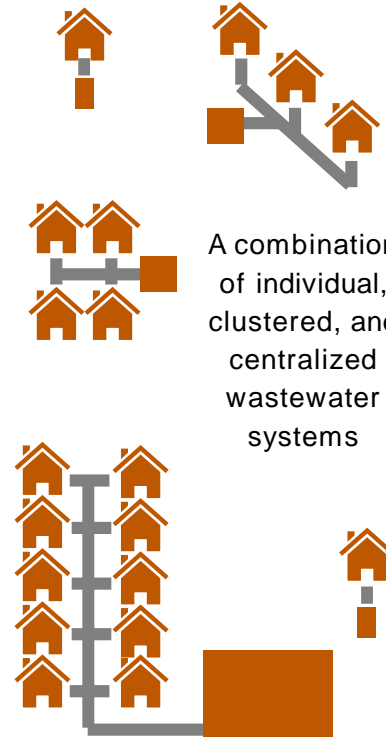 A combination
of individual,
clustered, and
centralized
wastewater
systems